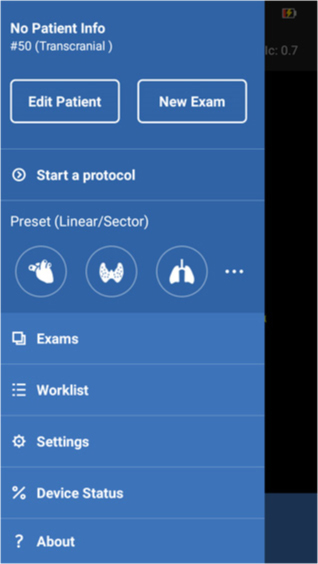 No Patient Info
#50 (Transcranial )
lc: 0.7
Edit Patient
New Exam
Start a protocol
Preset (Linear/Sector)
...
Exams
Worklist
Settings
Device Status
? About